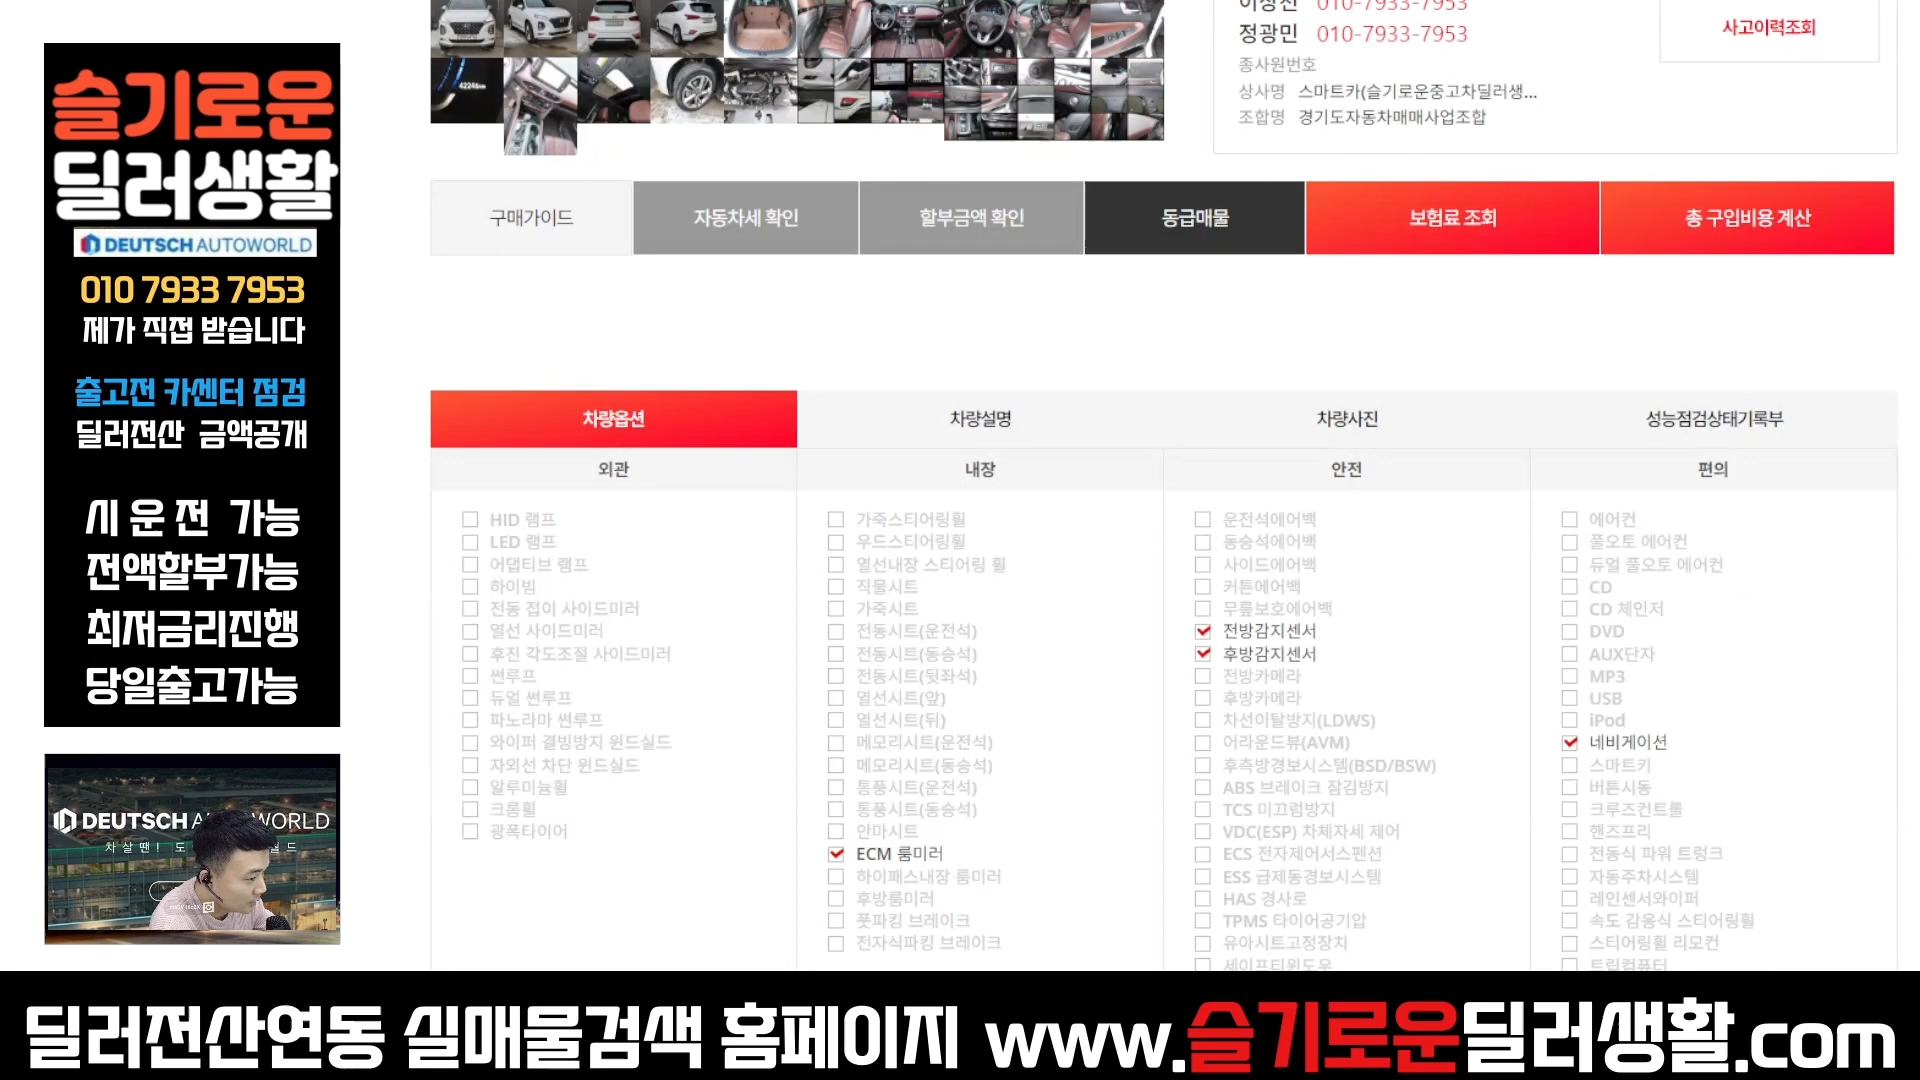 슬기로운
딜러생활
DEUTSCH AUTOWORLD
010 7933 7953
제가 직접 받습니다
출고전 카센터 점검
딜러전산 금액공개
시운전 가능
전액할부가능
최저금리진행
당일출고가능
DEUTSCH A WORLD
차 살 땐 ! 도
월 드
42246km
이상진 010-7933-7953
정광민 010-7933-7953
종사원번호
상사명 스마트카(슬기로운중고차딜러생...
조합명 경기도자동차매매사업조합
사고이력조회
구매가이드
자동차세 확인
할부금액 확인
동급매물
보험료 조회
총 구입비용 계산
차량옵션
차량설명
차량사진
성능점검상태기록부
외관
HID 램프
LED 램프
어댑티브 램프
하이빔
전동 접이 사이드미러
열선 사이드미러
후진 각도조절 사이드미러
썬루프
듀얼 썬루프
파노라마 썬루프
와이퍼 결빙방지 윈드실드
자외선 차단 윈드실드
알루미늄휠
크롬휠
광폭타이어
내장
가죽스티어링휠
우드스티어링휠
열선내장 스티어링 휠
직물시트
가죽시트
전동시트(운전석)
전동시트(동승석)
전동시트(뒷좌석)
열선시트(앞)
열선시트(뒤)
메모리시트(운전석)
메모리시트(동승석)
통풍시트(운전석)
통풍시트(동승석)
안마시트
ECM 룸미러
하이패스내장 룸미러
후방룸미러
풋파킹 브레이크
전자식파킹 브레이크
안전
운전석에어백
동승석에어백
사이드에어백
커튼에어백
무릎보호에어백
전방감지센서
후방감지센서
전방카메라
후방카메라
차선이탈방지(LDWS)
어라운드뷰(AVM)
후측방경보시스템(BSD/BSW)
ABS 브레이크 잠김방지
TCS 미끄럼방지
VDC(ESP) 차체자세 제어
ECS 전자제어서스펜션
ESS 급제동경보시스템
HAS 경사로
TPMS 타이어공기압
유아시트고정장치
세이프티윈도우
편의
에어컨
풀오토 에어컨
듀얼 풀오토 에어컨
CD
CD 체인저
DVD
AUX단자
MP3
USB
iPod
네비게이션
스마트키
버튼시동
크루즈컨트롤
핸즈프리
전동식 파워 트렁크
자동주차시스템
레인센서와이퍼
속도 감응식 스티어링휠
스티어링휠 리모컨
트립컴퓨터
딜러전산연동 실매물검색 홈페이지 www.슬기로운딜러생활.com